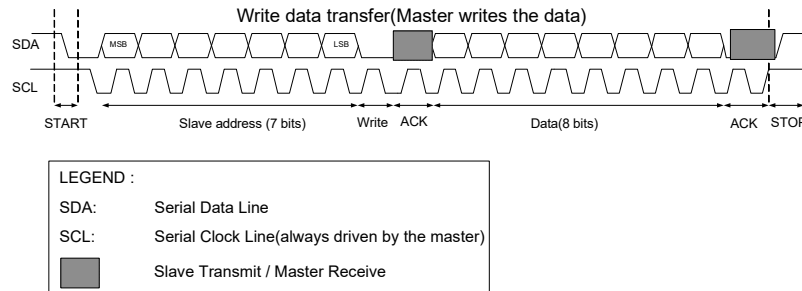 Write data transfer(Master writes the data)
SDA
MSB
LSB
SCL
START
Slave address (7 bits)
Write
ACK
Data(8 bits)
ACK
STOP
LEGEND :
SDA: Serial Data Line
SCL: Serial Clock Line(always driven by the master)
Slave Transmit / Master Receive